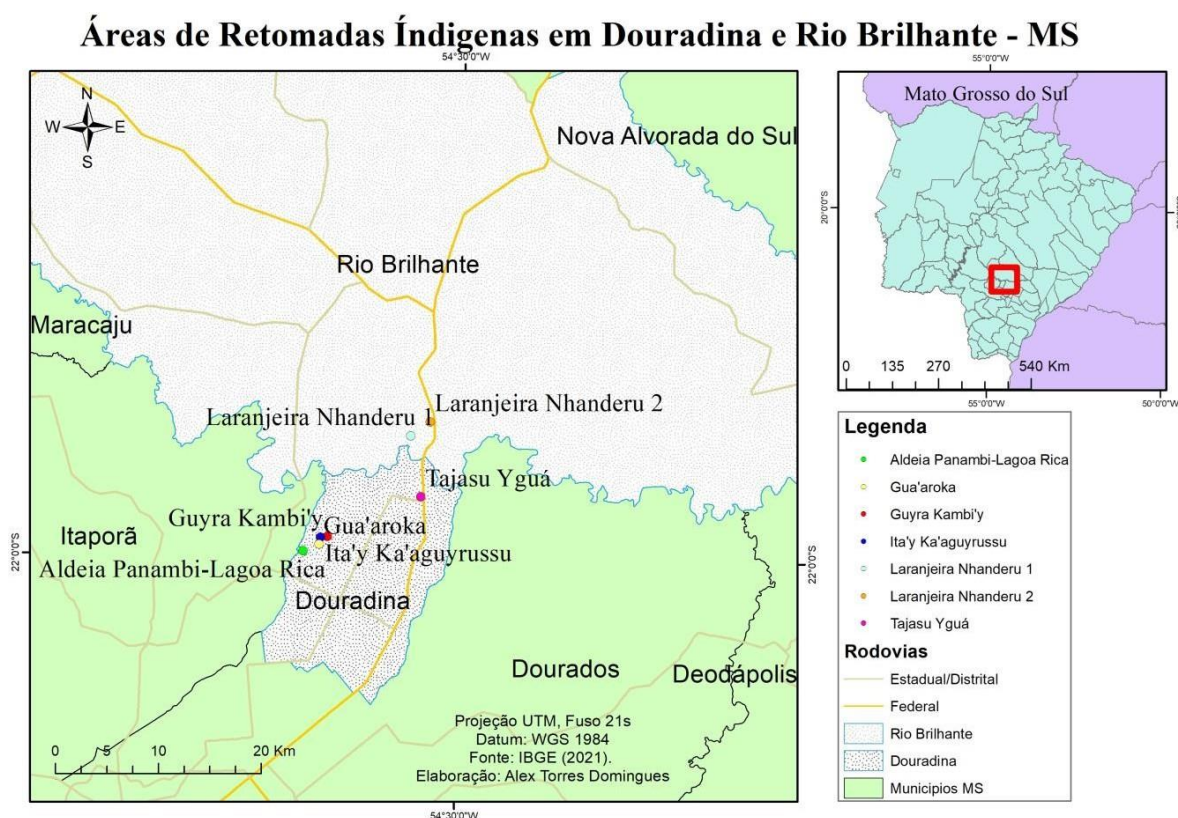 Áreas de Retomadas Índigenas em Douradina e Rio Brilhante - MS
54°30'0"W
N
W E
S
Nova Alvorada do Sul
Rio Brilhante
Maracaju
Laranjeira Nhanderu 1
Laranjeira Nhanderu 2
Tajasu Yguá
Guyra Kambi'y
Gua'aroka
Itaporã
Ita'y Ka'aguyrussu
Aldeia Panambi-Lagoa Rica
22°0'0"S
22°0'0"S
Douradina
Dourados
Deodápolis
Projeção UTM, Fuso 21s
Datum: WGS 1984
Fonte: IBGE (2021).
Elaboração: Alex Torres Domingues
0 5 10 20 Km
54°30'0"W
55°0'0"W
Mato Grosso do Sul
20°0'0"S
0 135 270 540 Km
55°0'0"W
50°0'0"W
Legenda
Aldeia Panambi-Lagoa Rica
Gua'aroka
Guyra Kambi'y
Ita'y Ka'aguyrussu
Laranjeira Nhanderu 1
Laranjeira Nhanderu 2
Tajasu Yguá
Rodovias
Estadual/Distrital
Federal
Rio Brilhante
Douradina
Municipios MS